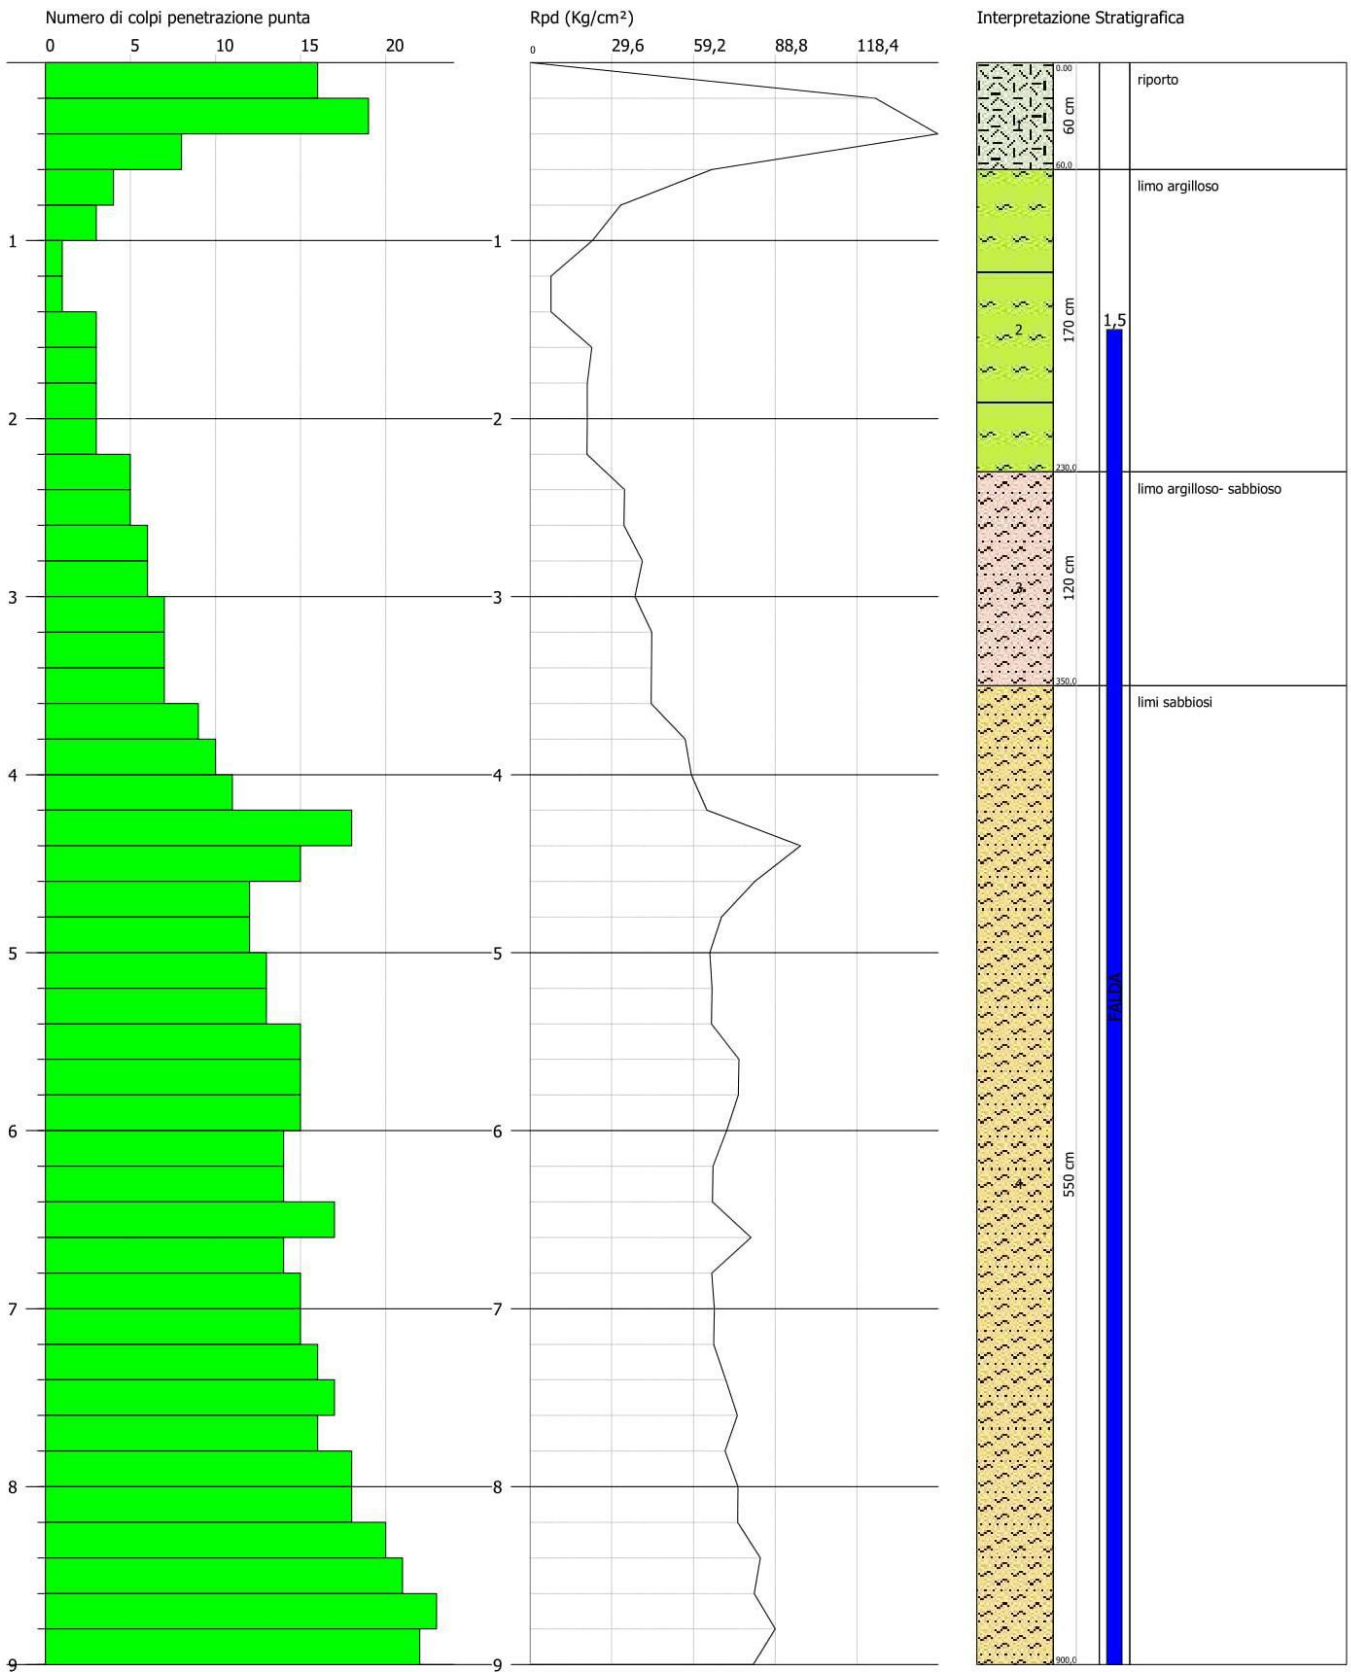 Numero di colpi penetrazione punta
0 5 10 15 20
1
2
3
4
5
6
7
8
9
Rpd (Kg/cm²)
0 29,6 59,2 88,8 118,4
1
2
3
4
5
6
7
8
9
Interpretazione Stratigrafica
0.00
1
60 cm
riporto
60,0
limo argilloso
2
170 cm
1,5
230,0
limo argilloso- sabbioso
3
120 cm
350,0
limi sabbiosi
FALDA
4
550 cm
900,0